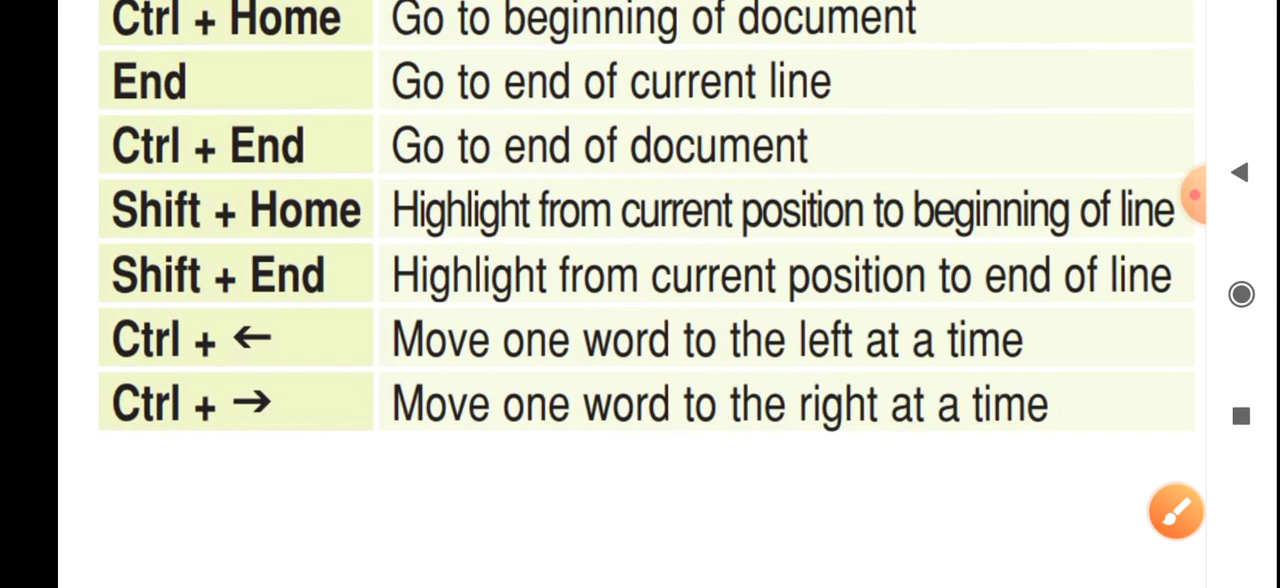 Ctrl + Home Go to beginning of document
End Go to end of current line
Ctrl + End Go to end of document
Shift + Home Highlight from current position to beginning of line
Shift + End Highlight from current position to end of line
Ctrl + ← Move one word to the left at a time
Ctrl + → Move one word to the right at a time